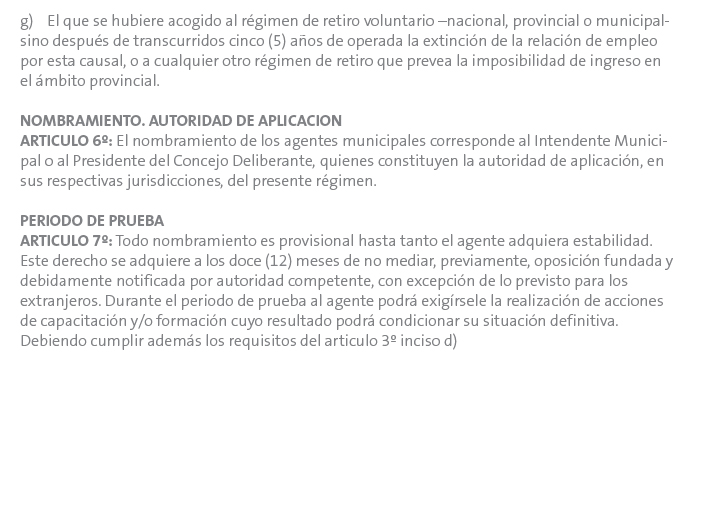 g) El que se hubiere acogido al régimen de retiro voluntario –nacional, provincial o municipal-
sino después de transcurridos cinco (5) años de operada la extinción de la relación de empleo
por esta causal, o a cualquier otro régimen de retiro que prevea la imposibilidad de ingreso en
el ámbito provincial.
NOMBRAMIENTO. AUTORIDAD DE APLICACION
ARTICULO 6º: El nombramiento de los agentes municipales corresponde al Intendente Munici-
pal o al Presidente del Concejo Deliberante, quienes constituyen la autoridad de aplicación, en
sus respectivas jurisdicciones, del presente régimen.
PERIODO DE PRUEBA
ARTICULO 7º: Todo nombramiento es provisional hasta tanto el agente adquiera estabilidad.
Este derecho se adquiere a los doce (12) meses de no mediar, previamente, oposición fundada y
debidamente notificada por autoridad competente, con excepción de lo previsto para los
extranjeros. Durante el periodo de prueba al agente podrá exigírsele la realización de acciones
de capacitación y/o formación cuyo resultado podrá condicionar su situación definitiva.
Debiendo cumplir además los requisitos del articulo 3º inciso d)